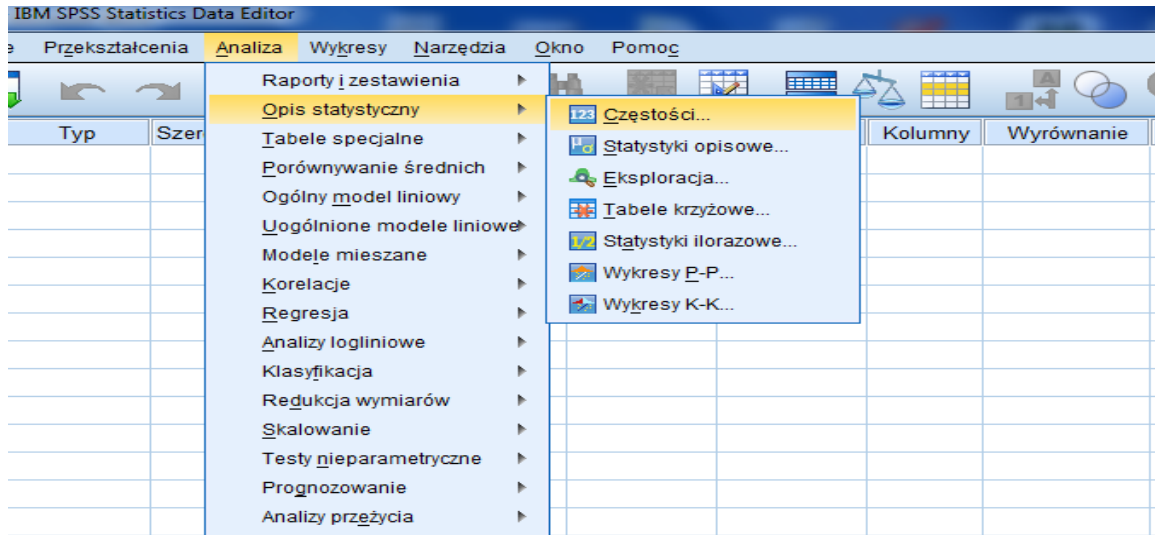 IBM SPSS Statistics Data Editor
Przekształcenia Analiza Wykresy Narzędzia Okno Pomoc
Raporty i zestawienia
Opis statystyczny
Tabele specjalne
Porównywanie średnich
Ogólny model liniowy
Uogólnione modele liniowe
Modele mieszane
Korelacje
Regresja
Analizy logliniowe
Klasyfikacja
Redukcja wymiarów
Skalowanie
Testy nieparametryczne
Prognozowanie
Analizy przeżycia
123 Częstości...
Statystyki opisowe...
Eksploracja...
Tabele krzyżowe...
1/2 Statystyki ilorazowe...
Wykresy P-P...
Wykresy K-K...
Typ Szer Kolumny Wyrównanie